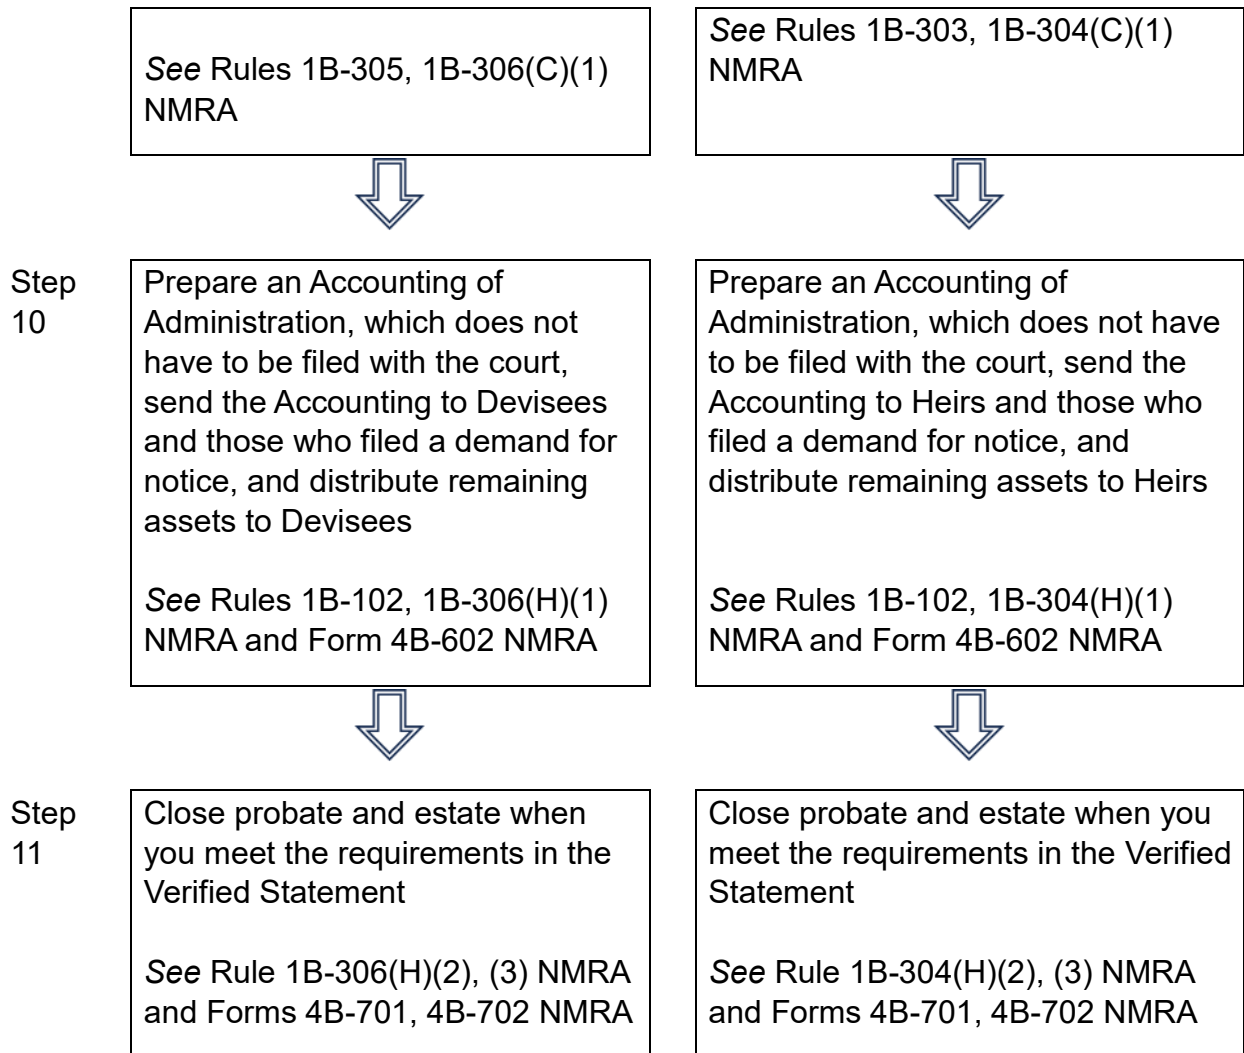 See Rules 1B-305, 1B-306(C)(1)
NMRA
See Rules 1B-303, 1B-304(C)(1)
NMRA
Step
10
Prepare an Accounting of
Administration, which does not
have to be filed with the court,
send the Accounting to Devisees
and those who filed a demand for
notice, and distribute remaining
assets to Devisees
See Rules 1B-102, 1B-306(H)(1)
NMRA and Form 4B-602 NMRA
Prepare an Accounting of
Administration, which does not have
to be filed with the court, send the
Accounting to Heirs and those who
filed a demand for notice, and
distribute remaining assets to Heirs
See Rules 1B-102, 1B-304(H)(1)
NMRA and Form 4B-602 NMRA
Step
11
Close probate and estate when
you meet the requirements in the
Verified Statement
See Rule 1B-306(H)(2), (3) NMRA
and Forms 4B-701, 4B-702 NMRA
Close probate and estate when you
meet the requirements in the Verified
Statement
See Rule 1B-304(H)(2), (3) NMRA
and Forms 4B-701, 4B-702 NMRA